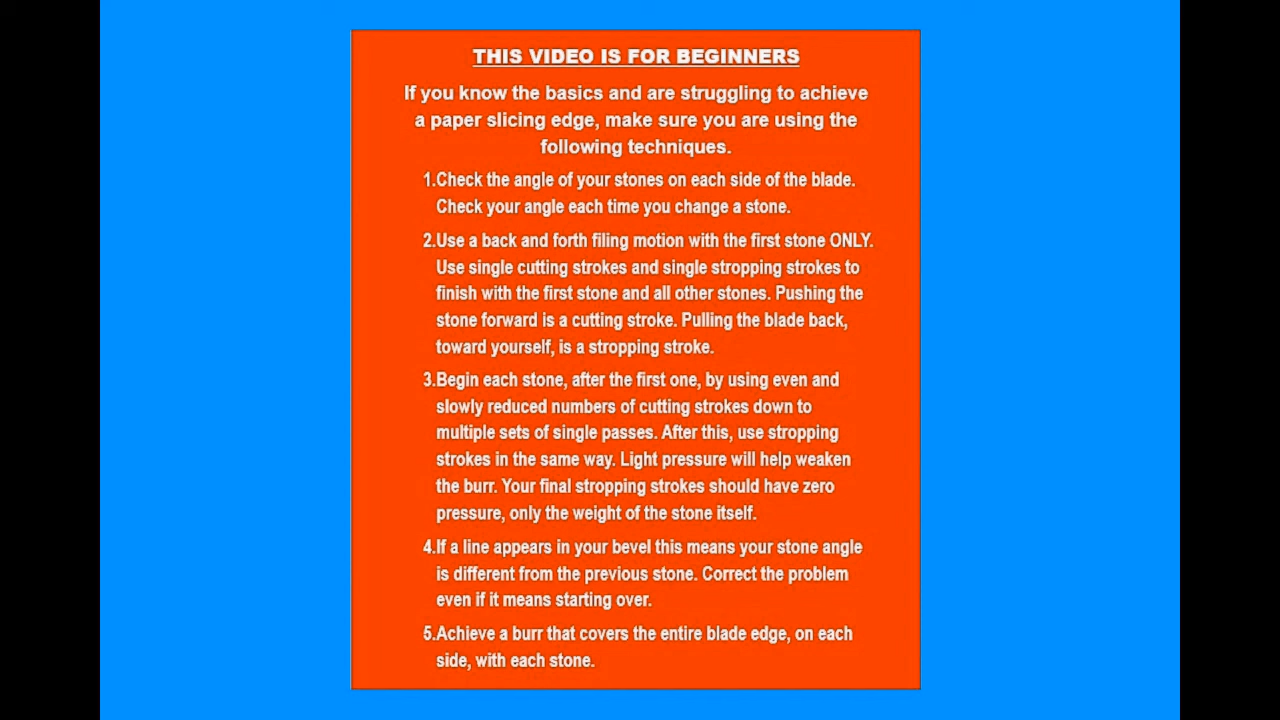 THIS VIDEO IS FOR BEGINNERS
If you know the basics and are struggling to achieve
a paper slicing edge, make sure you are using the
following techniques.
1.Check the angle of your stones on each side of the blade.
Check your angle each time you change a stone.
2.Use a back and forth filing motion with the first stone ONLY.
Use single cutting strokes and single stropping strokes to
finish with the first stone and all other stones. Pushing the
stone forward is a cutting stroke. Pulling the blade back,
toward yourself, is a stropping stroke.
3.Begin each stone, after the first one, by using even and
slowly reduced numbers of cutting strokes down to
multiple sets of single passes. After this, use stropping
strokes in the same way. Light pressure will help weaken
the burr. Your final stropping strokes should have zero
pressure, only the weight of the stone itself.
4.If a line appears in your bevel this means your stone angle
is different from the previous stone. Correct the problem
even if it means starting over.
5.Achieve a burr that covers the entire blade edge, on each
side, with each stone.